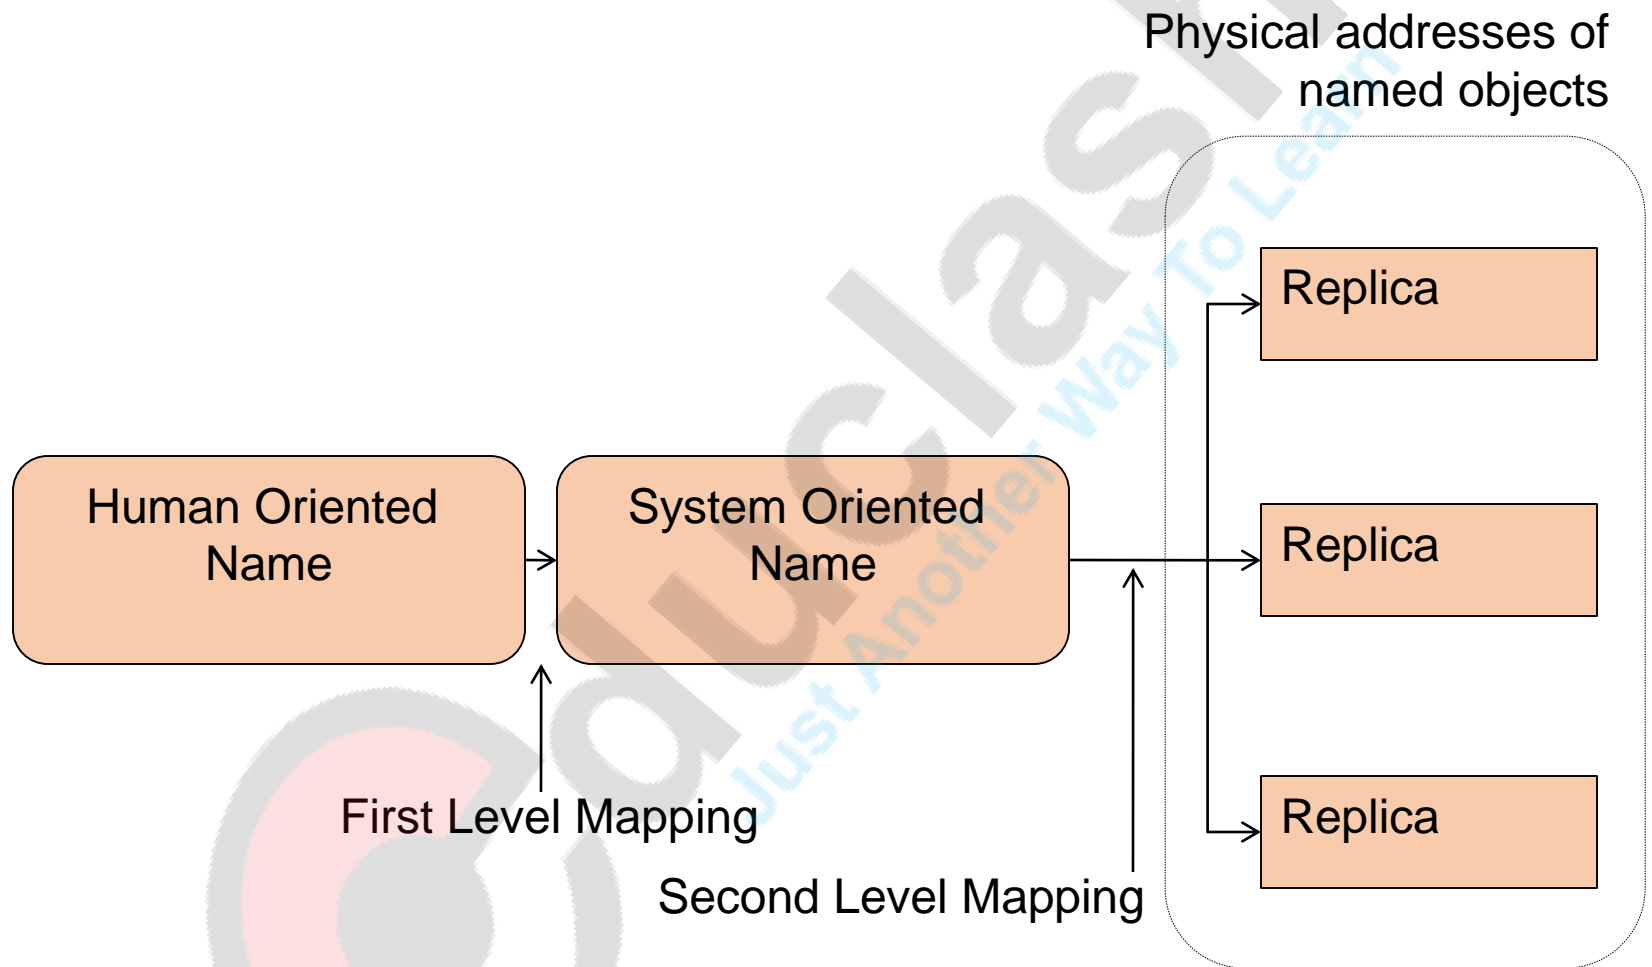 Physical addresses of
named objects
Replica
Human Oriented
Name
System Oriented
Name
Replica
First Level Mapping
Replica
Second Level Mapping
educlash
Just Another Way To Learn